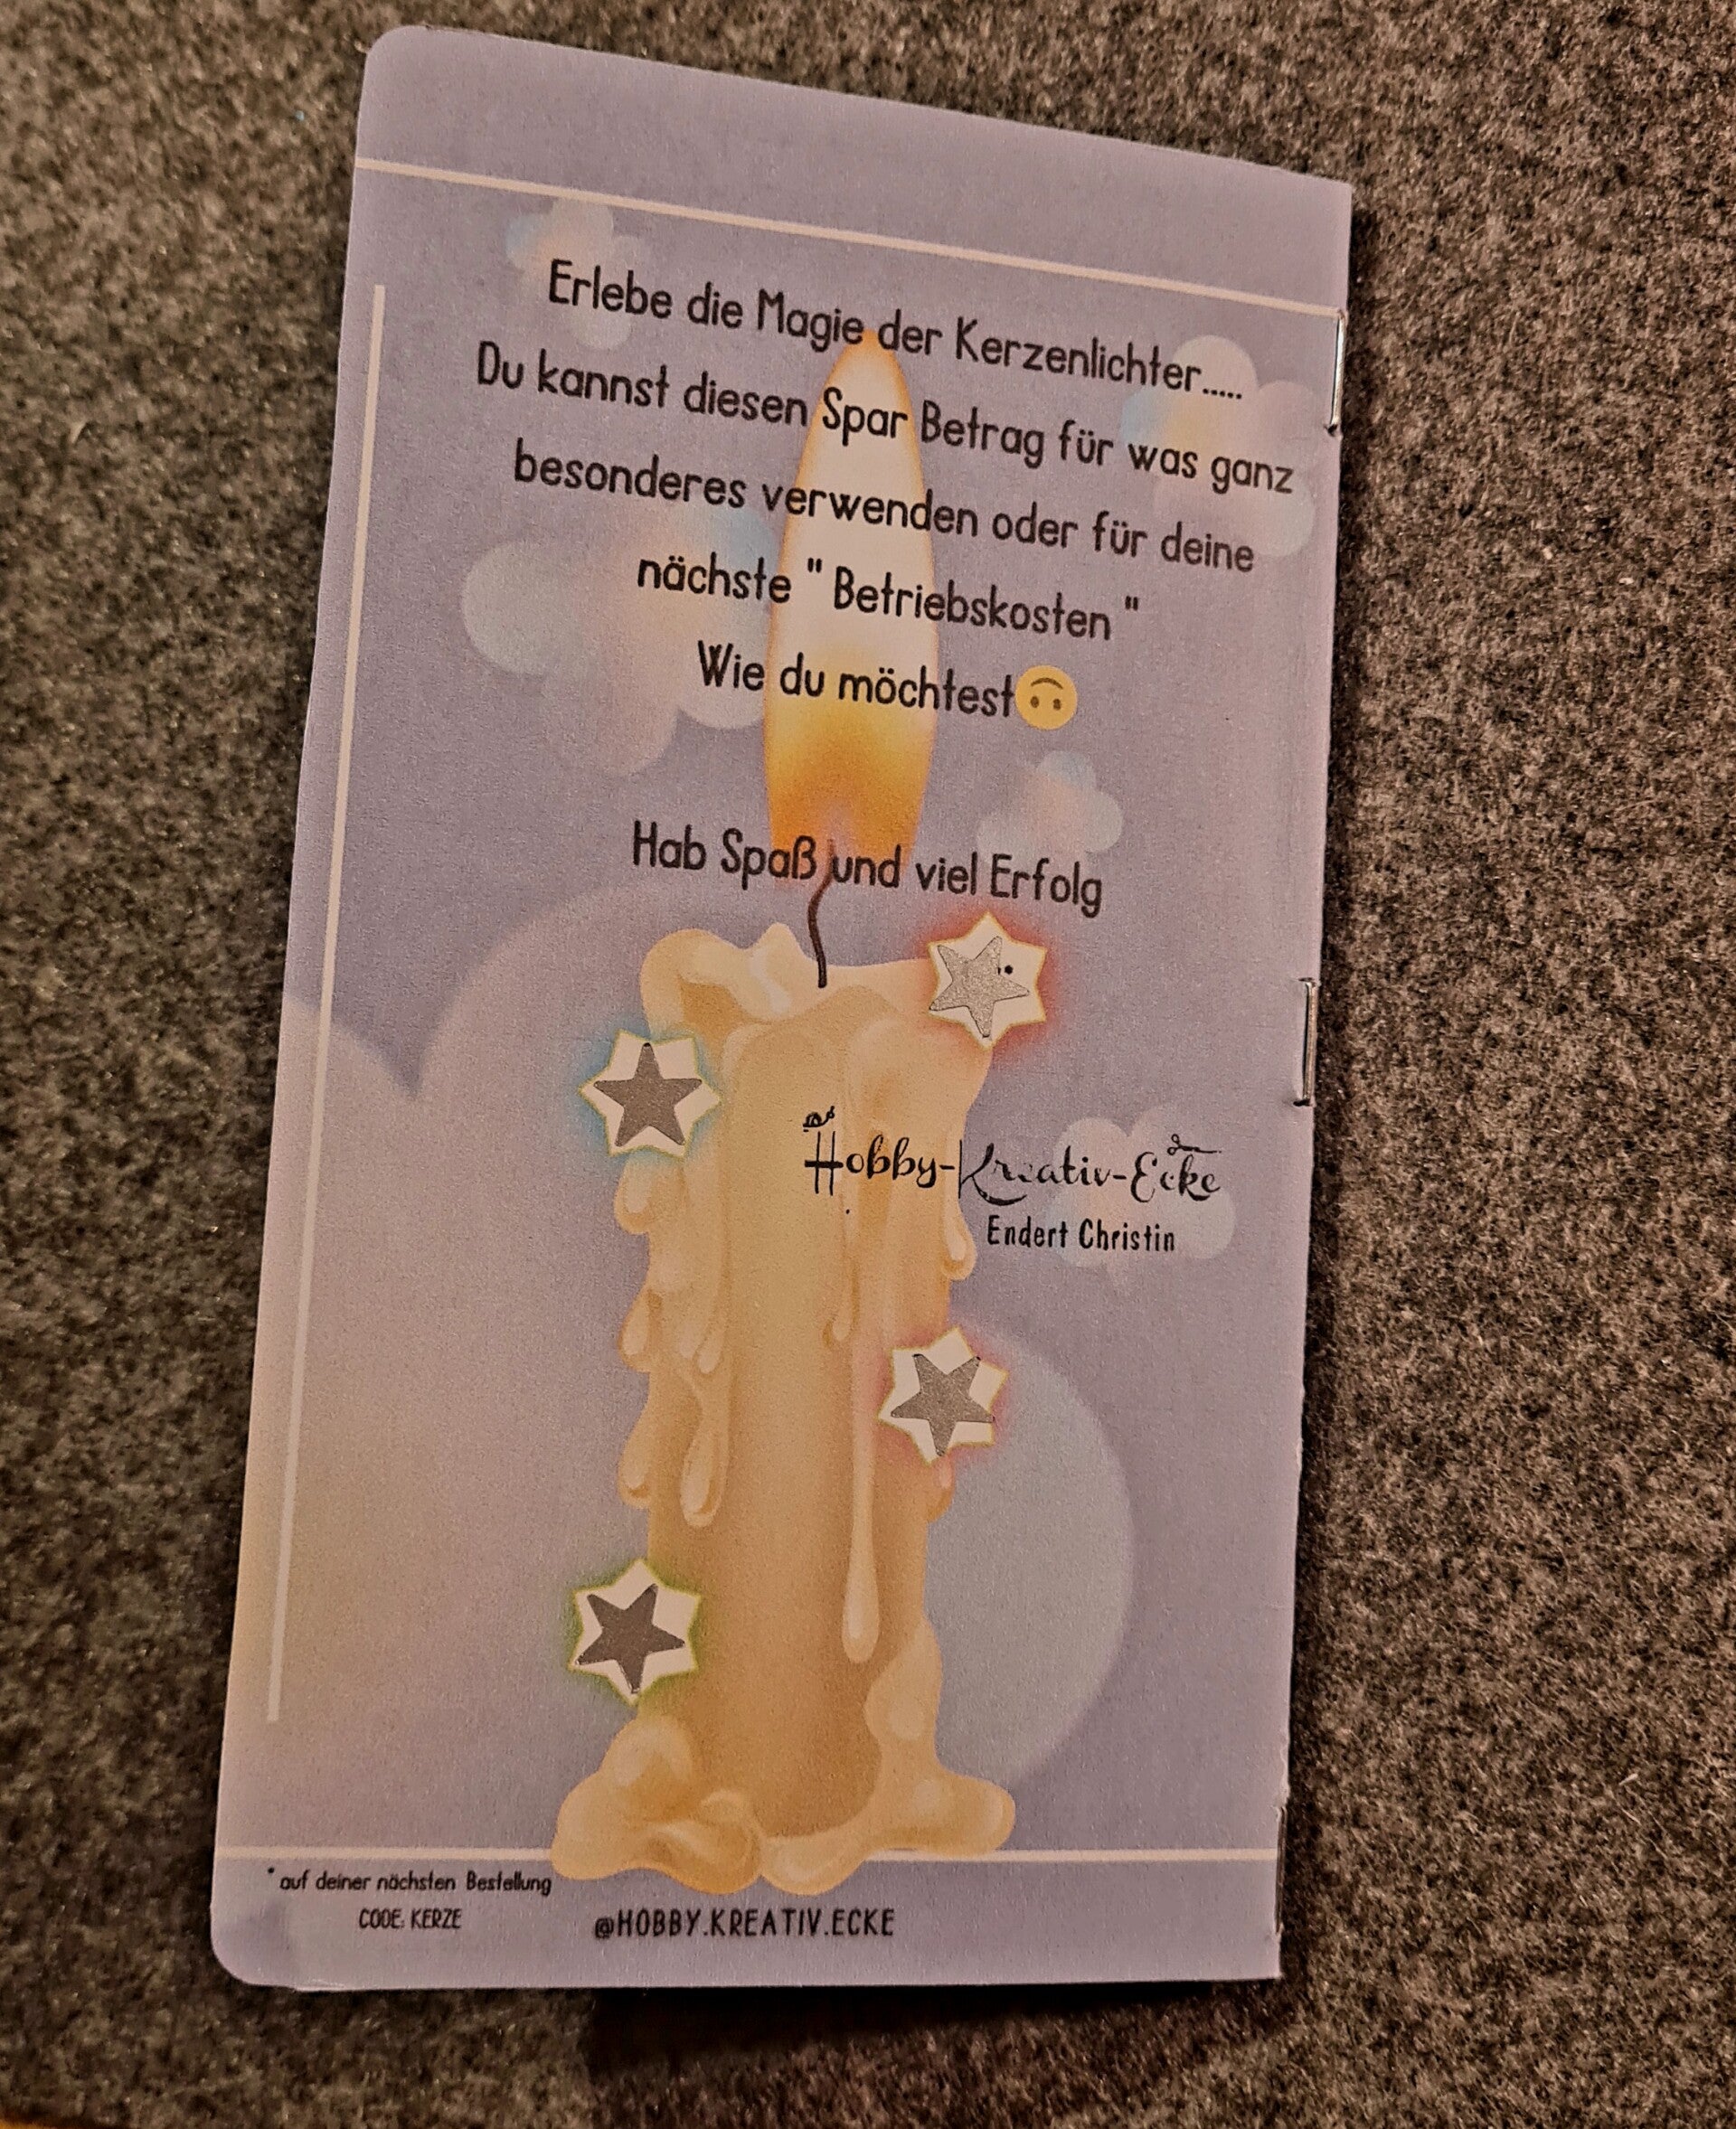 Erlebe die Magie der Kerzenlichter.....
Du kannst diesen Spar Betrag für was ganz
besonderes verwenden oder für deine
nächste " Betriebskosten "
Wie du möchtest🙃
Hab Spaß und viel Erfolg
Hobby-Kreativ-Ecke
Endert Christin
* auf deiner nächsten Bestellung
CODE: KERZE
@HOBBY.KREATIV.ECKE